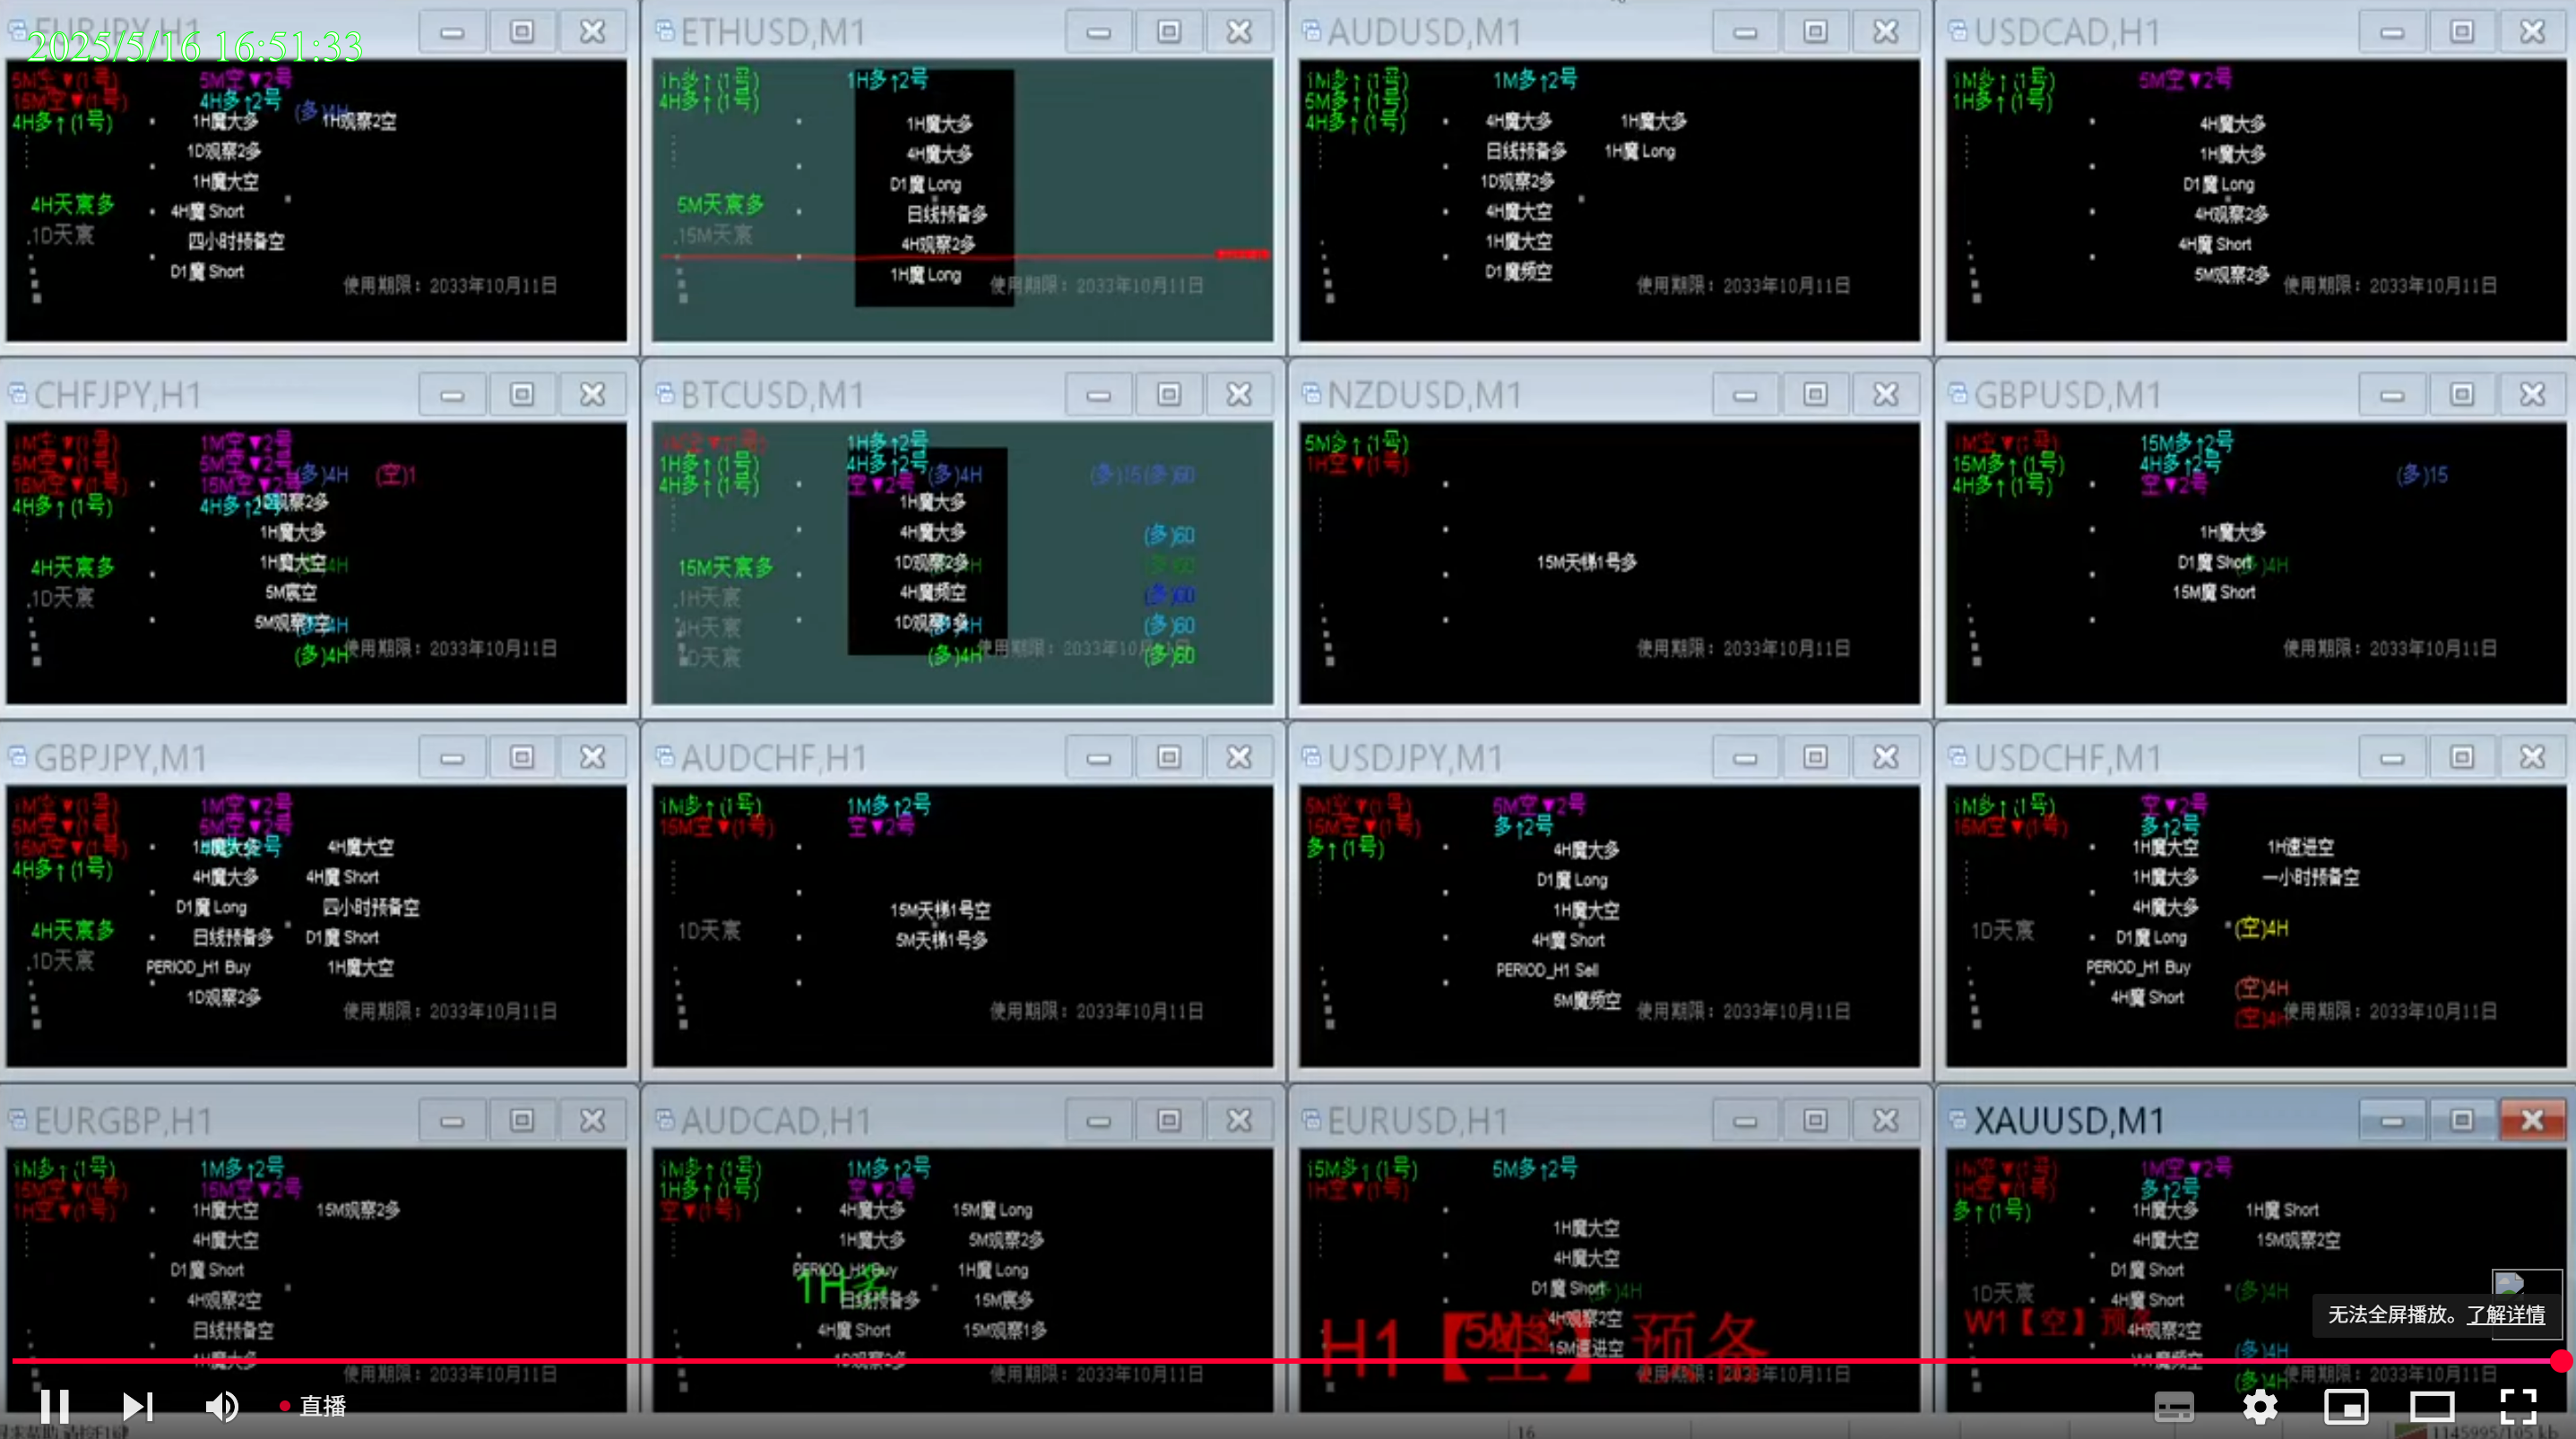 EURJPY,H1
2025/5/16 16:51:33
5M空▼(1号) 5M空▼2号
15M空▼(1号) 4H多↑2号 (多)4H
4H多↑(1号) 1H魔大多 1H观察2空
1D观察2多
1H魔大空
4H天宸多 4H魔 Short
.1D天宸 四小时预备空
D1魔 Short
使用期限: 2033年10月11日
ETHUSD,M1
1h多↑(1号) 1H多↑2号
4H多↑(1号)
1H魔大多
4H魔大多
D1魔 Long
5M天宸多 日线预备多
.15M天宸 4H观察2多
1H魔 Long
使用期限: 2033年10月11日
AUDUSD,M1
1M多↑(1号) 1M多↑2号
5M多↑(1号)
4H多↑(1号) 4H魔大多 1H魔大多
日线预备多 1H魔 Long
1D观察2多
4H魔大空
1H魔大空
D1魔频空
使用期限: 2033年10月11日
USDCAD,H1
1M多↑(1号) 5M空▼2号
1H多↑(1号)
4H魔大多
1H魔大多
D1魔 Long
4H观察2多
4H魔 Short
5M观察2多
使用期限: 2033年10月11日
CHFJPY,H1
1M空▼(1号) 1M空▼2号
5M空▼(1号) 5M空▼2号 (多)4H (空)1
15M空▼(1号) 15M空▼2号
4H多↑(1号) 4H多↑2号 1D观察2多
1H魔大多
4H天宸多 1H魔大空 4H
.1D天宸 5M宸空
5M观察1空 4H
(多)4H 使用期限: 2033年10月11日
BTCUSD,M1
1M空▼(1号) 1H多↑2号
1H多↑(1号) 4H多↑2号 (多)4H (多)15(多)60
4H多↑(1号) 空▼2号
1H魔大多
4H魔大多 (多)60
15M天宸多 1D观察2多 (多)60
.1H天宸 4H魔频空 (多)60
4H天宸 1D观察1多 (多)60
1D天宸 (多)4H 使用期限: 2033年10月11日 (多)60
NZDUSD,M1
5M多↑(1号)
1H空▼(1号)
15M天梯1号多
使用期限: 2033年10月11日
GBPUSD,M1
1M空▼(1号) 15M多↑2号
15M多↑(1号) 4H多↑2号 (多)15
4H多↑(1号) 空▼2号
1H魔大多
D1魔 Short (多)4H
15M魔 Short
使用期限: 2033年10月11日
GBPJPY,M1
1M空▼(1号) 1M空▼2号
5M空▼(1号) 5M空▼2号
15M空▼(1号) 1H魔大多 4H魔大空
4H多↑(1号) 4H魔大多 4H魔 Short
D1魔 Long 四小时预备空
4H天宸多 日线预备多 D1魔 Short
.1D天宸 PERIOD_H1 Buy 1H魔大空
1D观察2多
使用期限: 2033年10月11日
AUDCHF,H1
1M多↑(1号) 1M多↑2号
15M空▼(1号) 空▼2号
15M天梯1号空
1D天宸 5M天梯1号多
使用期限: 2033年10月11日
USDJPY,M1
5M空▼(1号) 5M空▼2号
15M空▼(1号) 多↑2号
多↑(1号) 4H魔大多
D1魔 Long
1H魔大空
4H魔 Short
PERIOD_H1 Sell
5M魔频空
使用期限: 2033年10月11日
USDCHF,M1
1M多↑(1号) 空▼2号
15M空▼(1号) 多↑2号
1H魔大空 1H速进空
1H魔大多 一小时预备空
4H魔大多
1D天宸 D1魔 Long (空)4H
PERIOD_H1 Buy
4H魔 Short (空)4H
(空)4H 使用期限: 2033年10月11日
EURGBP,H1
1M多↑(1号) 1M多↑2号
15M空▼(1号) 15M空▼2号
1H空▼(1号) 1H魔大空 15M观察2多
4H魔大空
D1魔 Short
4H观察2空
日线预备空
1H魔大多
使用期限: 2033年10月11日
AUDCAD,H1
1M多↑(1号) 1M多↑2号
1H多↑(1号) 空▼2号
空▼(1号) 4H魔大多 15M魔 Long
1H魔大多 5M观察2多
PERIOD_H1 Buy 1H魔 Long
1H多
日线预备多 15M宸多
4H魔 Short 15M观察1多
1D观察2多
使用期限: 2033年10月11日
EURUSD,H1
15M多↑(1号) 5M多↑2号
1H空▼(1号)
1H魔大空
4H魔大空
D1魔 Short (多)4H
4H观察2空
H1【空】预备
15M速进空
使用期限: 2033年10月11日
XAUUSD,M1
1M空▼(1号) 1M空▼2号
1H空▼(1号) 多↑2号
多↑(1号) 1H魔大多 1H魔 Short
4H魔大空 15M观察2空
D1魔 Short
1D天宸 4H魔 Short (多)4H
W1【空】预
4H观察2空
(多)4H
(多)4H 使用期限: 2033年10月11日
无法全屏播放。了解详情
直播
16
1145995/105 kb